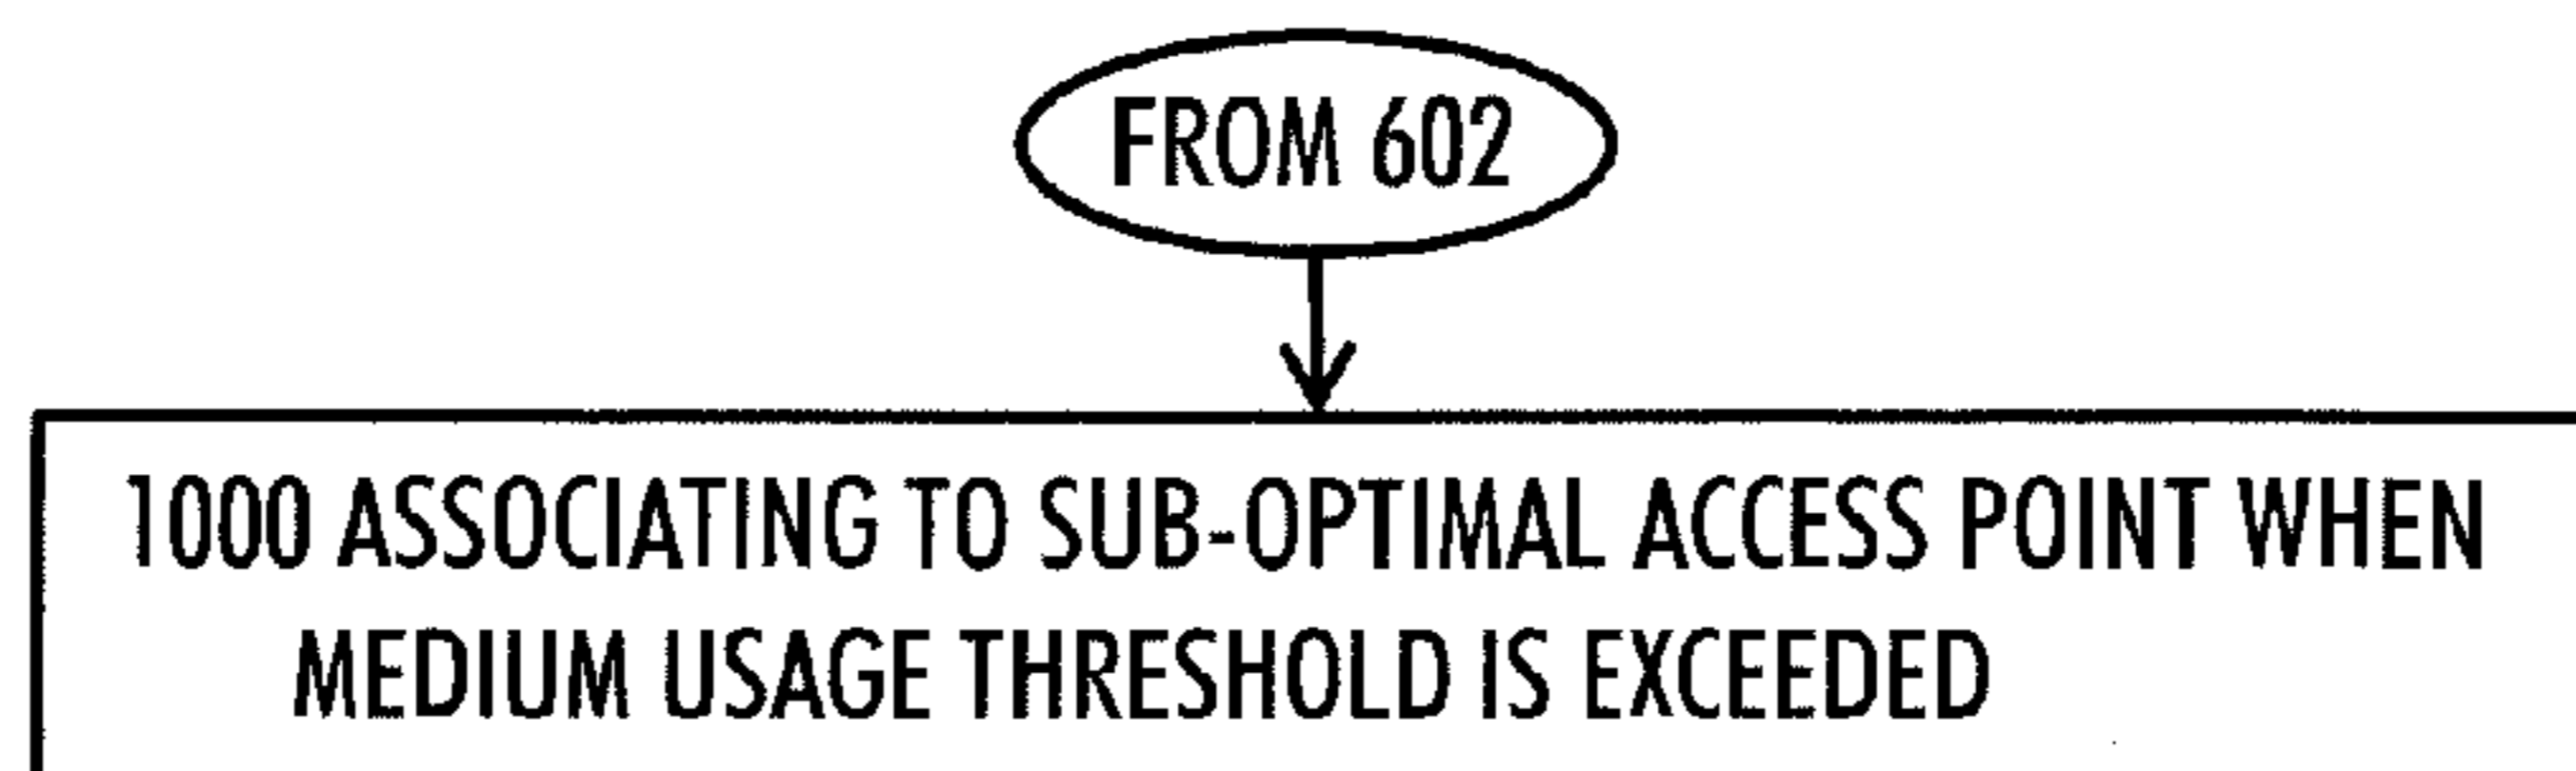 FROM 602
1000 ASSOCIATING TO SUB-OPTIMAL ACCESS POINT WHEN
MEDIUM USAGE THRESHOLD IS EXCEEDED